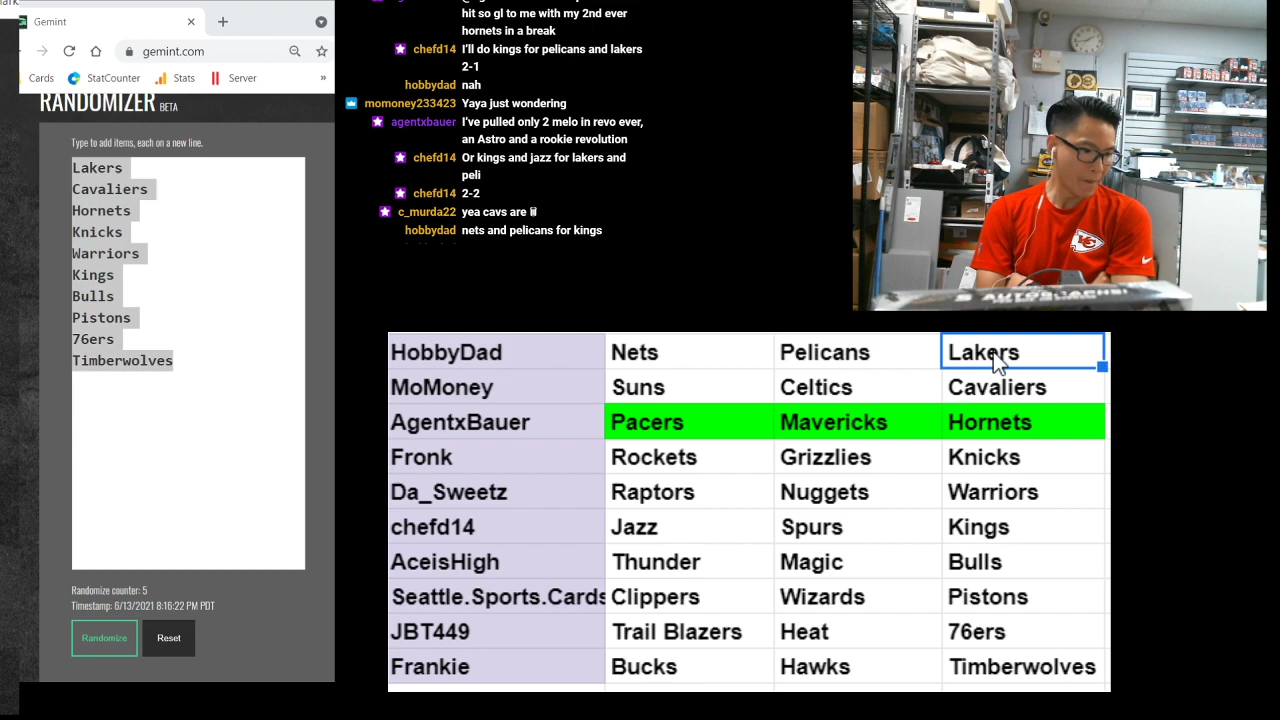 Gemint
gemint.com
Cards StatCounter Stats Server »
RANDOMIZER BETA
Type to add items, each on a new line.
Lakers
Cavaliers
Hornets
Knicks
Warriors
Kings
Bulls
Pistons
76ers
Timberwolves
Randomize counter: 5
Timestamp: 6/13/2021 8:16:22 PM PDT
Randomize Reset
hit so gl to me with my 2nd ever
hornets in a break
chefd14 I'll do kings for pelicans and lakers
2-1
hobbydad nah
momoney233423 Yaya just wondering
agentxbauer I've pulled only 2 melo in revo ever,
an Astro and a rookie revolution
chefd14 Or kings and jazz for lakers and
peli
chefd14 2-2
c_murda22 yea cavs are
hobbydad nets and pelicans for kings
KC
HobbyDad Nets Pelicans Lakers
MoMoney Suns Celtics Cavaliers
AgentxBauer Pacers Mavericks Hornets
Fronk Rockets Grizzlies Knicks
Da_Sweetz Raptors Nuggets Warriors
chefd14 Jazz Spurs Kings
AceisHigh Thunder Magic Bulls
Seattle.Sports.Cards Clippers Wizards Pistons
JBT449 Trail Blazers Heat 76ers
Frankie Bucks Hawks Timberwolves